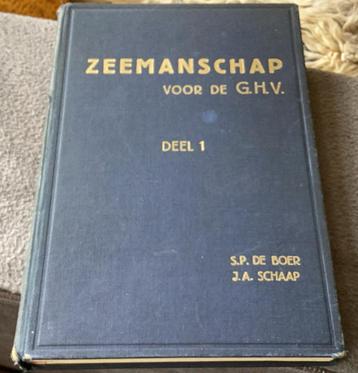 ZEEMANSCHAP
VOOR DE G.H.V.
DEEL 1
S.P. DE BOER
J.A. SCHAAP